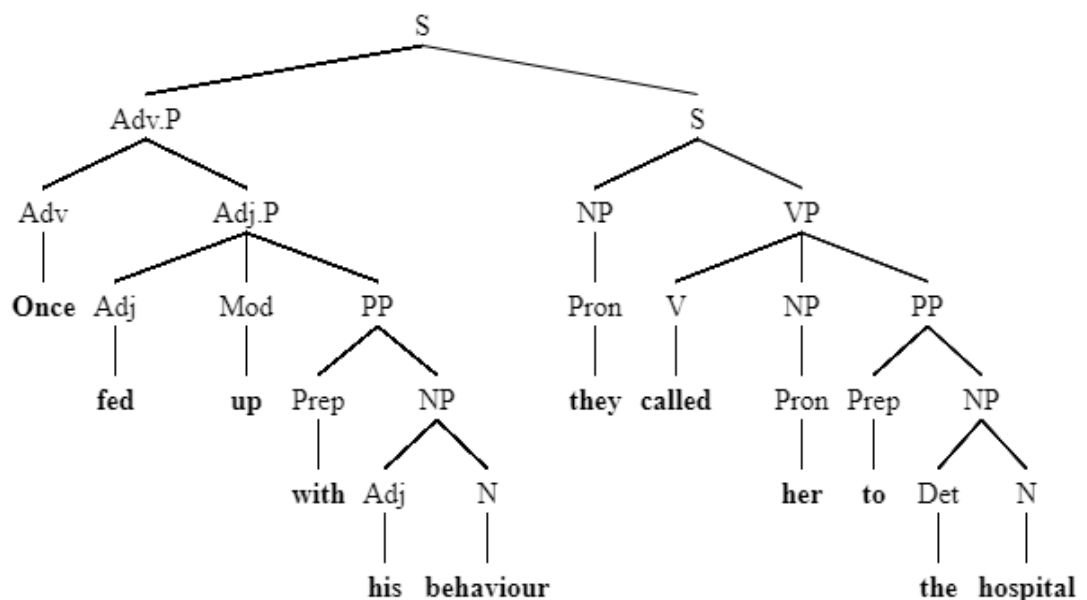 S
Adv.P S
Adv Adj.P NP VP
Once Adj Mod PP Pron V NP PP
fed up Prep NP they called Pron Prep NP
with Adj N her to Det N
his behaviour the hospital